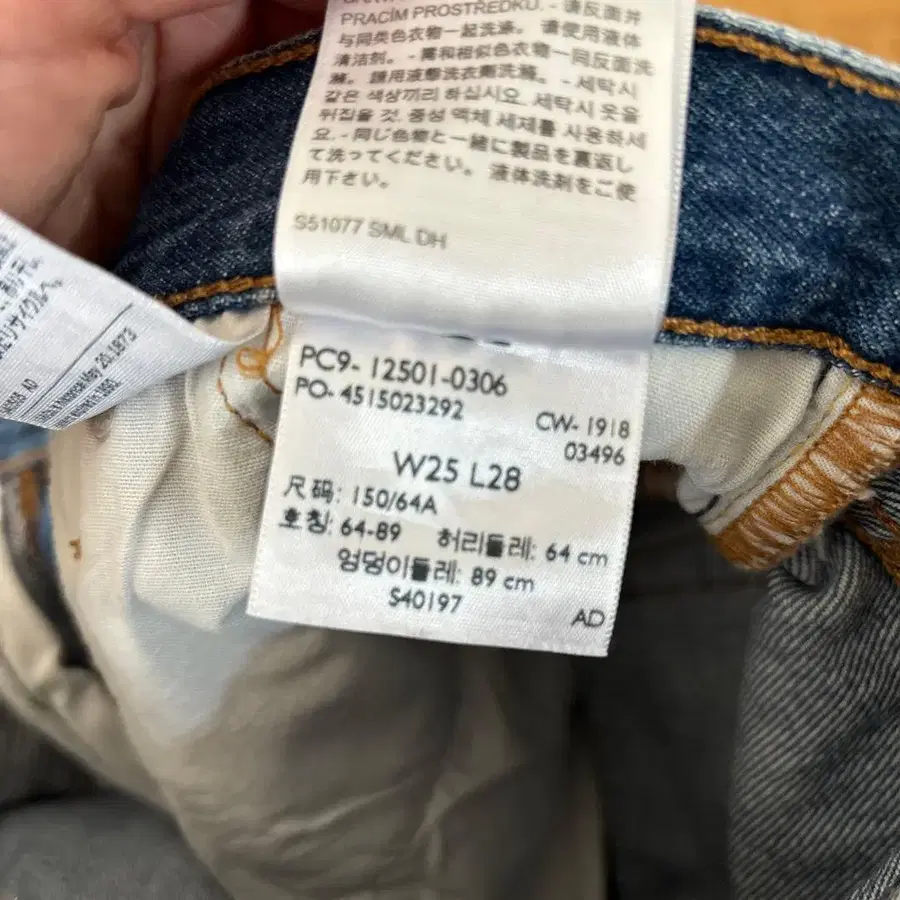 PRACÍM PROSTŘEDKU. - 请反面并
与同类色衣物一起洗涤。请使用液体
清洁剂。- 需和相似色衣物一同反面洗
滌。請用液態洗衣劑洗滌。- 세탁시
같은 색상끼리 하십시요. 세탁시 옷을
뒤집을 것. 중성 액체 세제를 사용하세
요. - 同じ色物と一緒に製品を裏返し
て洗ってください。液体洗剤をご使
用下さい。
S51077 SML DH
May 20, 1873
AD
PC9- 12501-0306
PO- 4515023292
CW- 1918
03496
W25 L28
尺码: 150/64A
호칭: 64-89 허리둘레: 64 cm
엉덩이둘레: 89 cm
S40197
AD